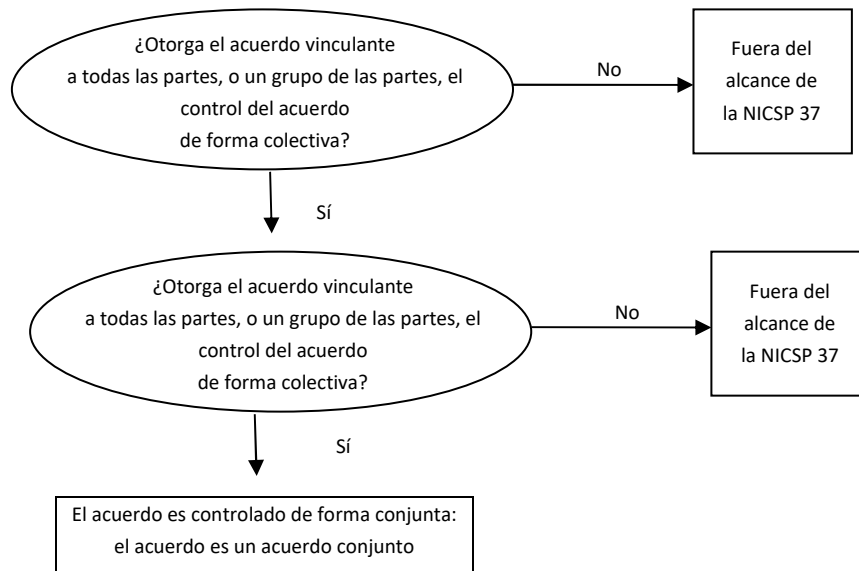 ¿Otorga el acuerdo vinculante
a todas las partes, o un grupo de las partes, el
control del acuerdo
de forma colectiva?
No
Fuera del
alcance de
la NICSP 37
Sí
¿Otorga el acuerdo vinculante
a todas las partes, o un grupo de las partes, el
control del acuerdo
de forma colectiva?
No
Fuera del
alcance de
la NICSP 37
Sí
El acuerdo es controlado de forma conjunta:
el acuerdo es un acuerdo conjunto